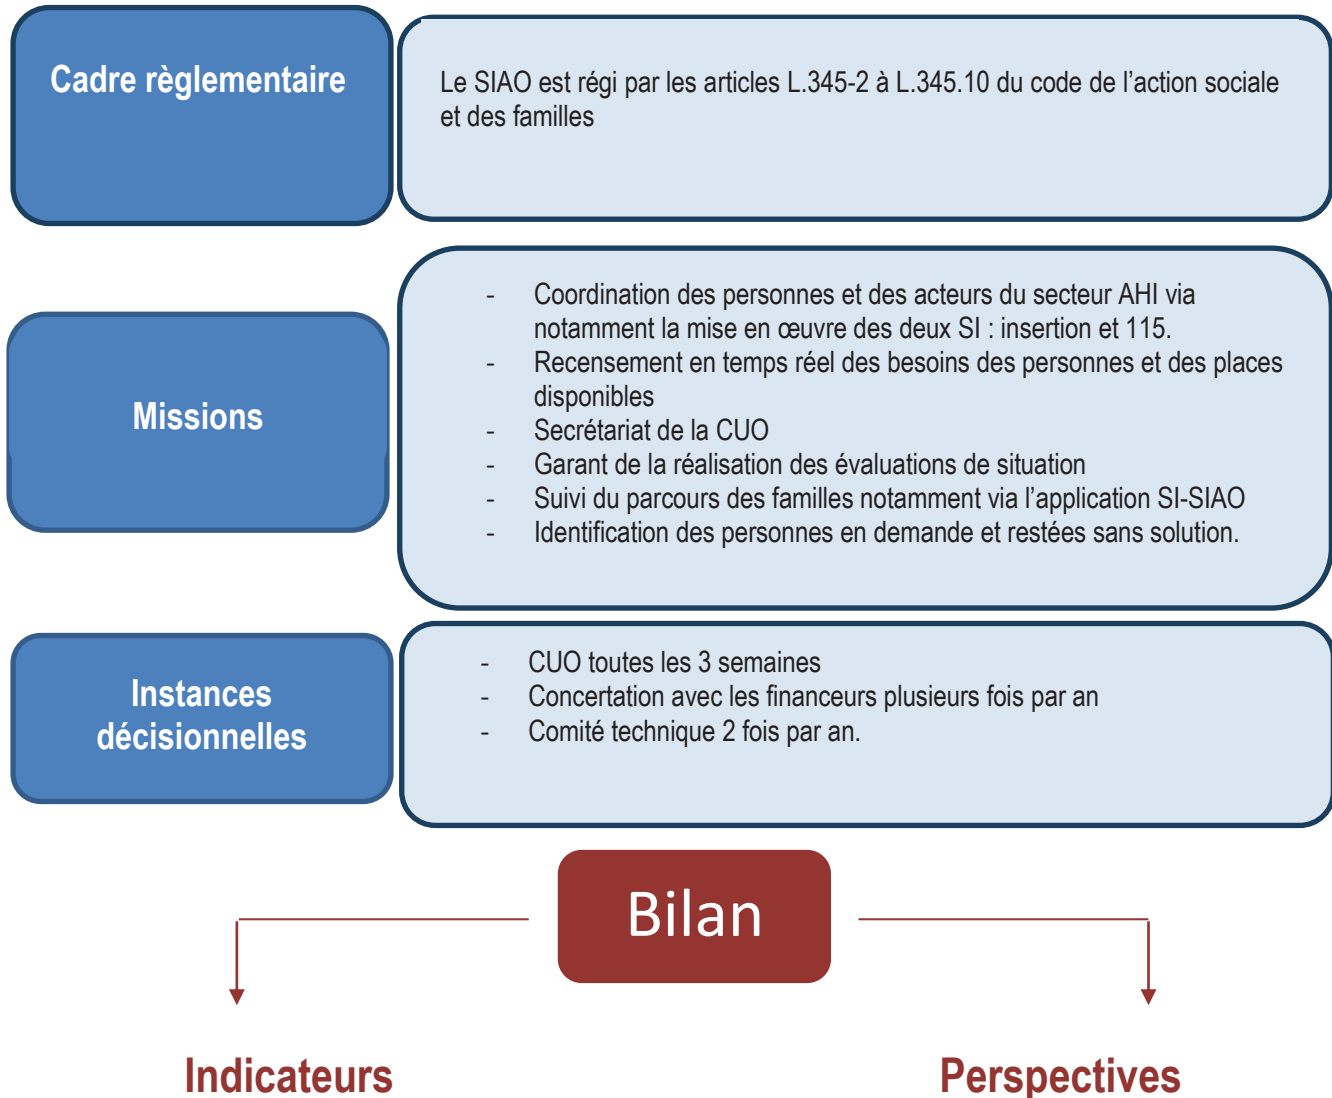 Cadre règlementaire
Le SIAO est régi par les articles L.345-2 à L.345.10 du code de l’action sociale
et des familles
Missions
- Coordination des personnes et des acteurs du secteur AHI via
notamment la mise en œuvre des deux SI : insertion et 115.
- Recensement en temps réel des besoins des personnes et des places
disponibles
- Secrétariat de la CUO
- Garant de la réalisation des évaluations de situation
- Suivi du parcours des familles notamment via l’application SI-SIAO
- Identification des personnes en demande et restées sans solution.
Instances
décisionnelles
- CUO toutes les 3 semaines
- Concertation avec les financeurs plusieurs fois par an
- Comité technique 2 fois par an.
Bilan
Indicateurs
Perspectives